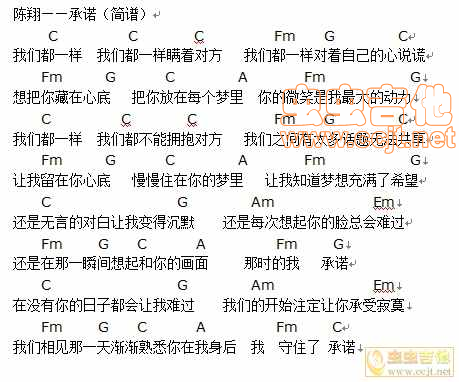 陈翔——承诺（简谱）
C C C Fm G C
我们都一样 我们都一样瞒着对方 我们都一样对着自己的心说谎
Fm G C A Fm G
想把你藏在心底 把你放在每个梦里 你的微笑是我最大的动力
C C C Fm G C
我们都一样 我们都不能拥抱对方 我们之间有太多话题无法共享
Fm G C A Fm G
让我留在你心底 慢慢住在你的梦里 让我知道梦想充满了希望
C G Am Em
还是无言的对白让我变得沉默 还是每次想起你的脸总会难过
Fm G C A Fm G
还是在那一瞬间想起和你的画面 那时的我 承诺
C G Am Em
在没有你的日子都会让我难过 我们的开始注定让你承受寂寞
Fm G C A Fm G C
我们相见那一天渐渐熟悉你在我身后 我 守住了 承诺
虫虫吉他
www.ccjt.net
虫虫吉他
www.ccjt.net